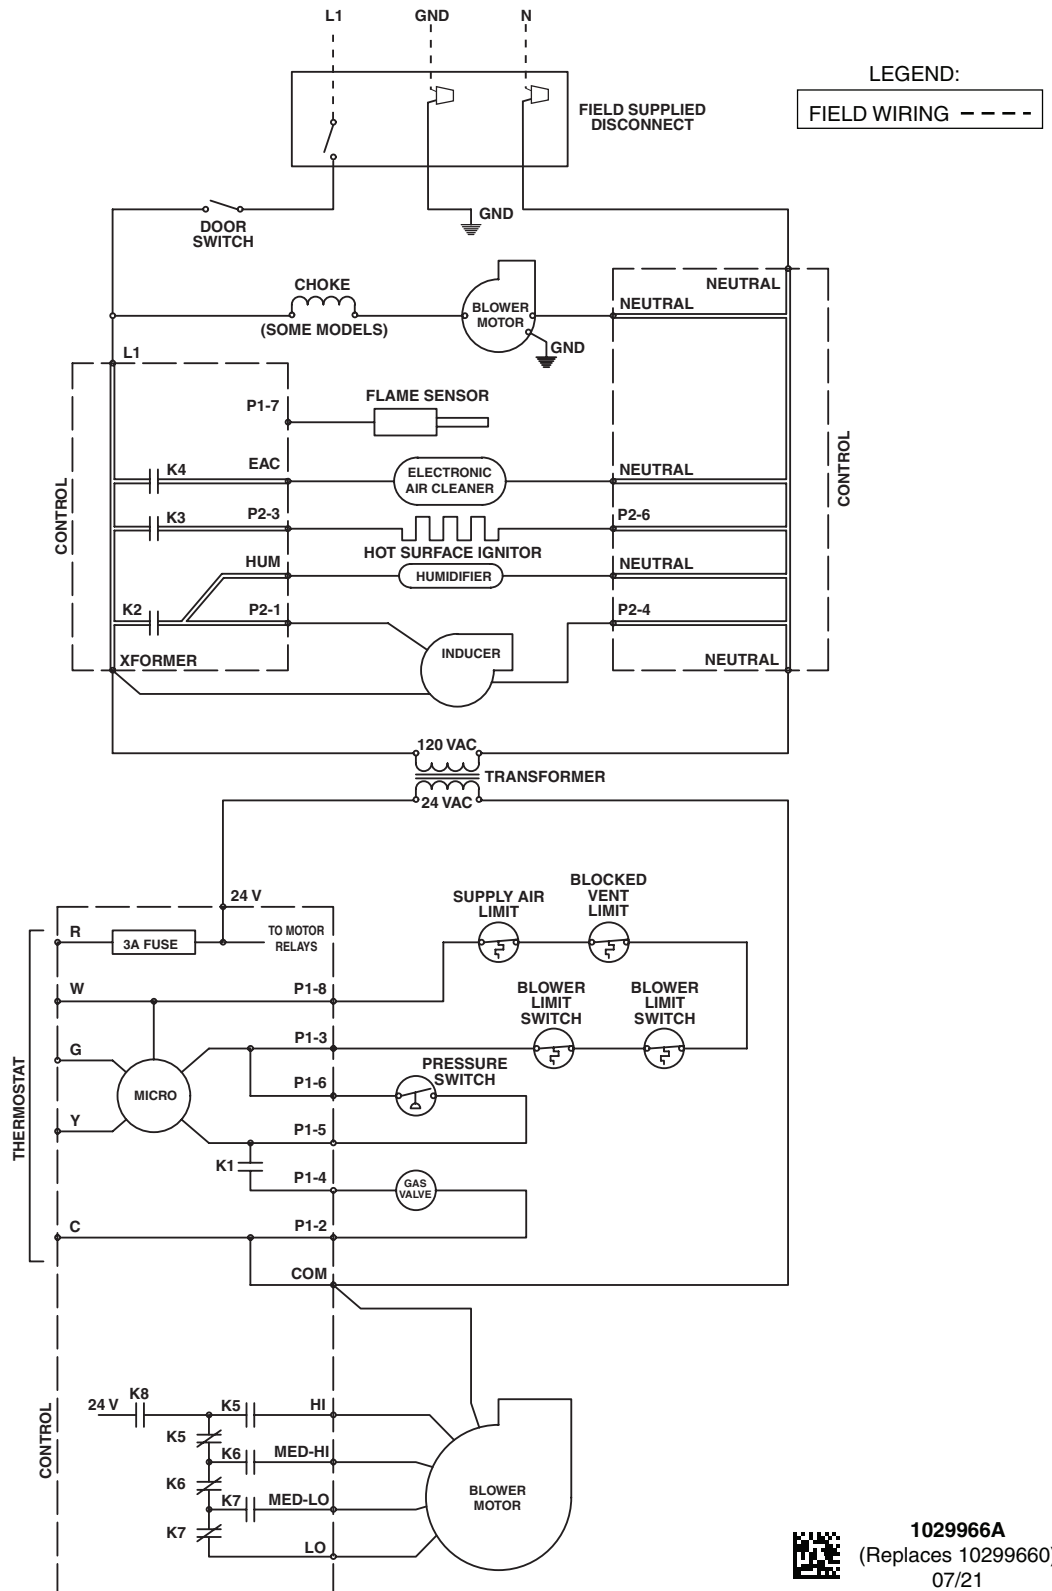 L1
GND
N
LEGEND:
FIELD WIRING
FIELD SUPPLIED
DISCONNECT
DOOR
SWITCH
GND
NEUTRAL
CHOKE
(SOME MODELS)
BLOWER
MOTOR
NEUTRAL
GND
L1
P1-7
FLAME SENSOR
CONTROL
CONTROL
K4
EAC
ELECTRONIC
AIR CLEANER
NEUTRAL
K3
P2-3
P2-6
HOT SURFACE IGNITOR
HUM
HUMIDIFIER
NEUTRAL
K2
P2-1
P2-4
INDUCER
XFORMER
NEUTRAL
120 VAC
TRANSFORMER
24 VAC
24 V
SUPPLY AIR
LIMIT
BLOCKED
VENT
LIMIT
R
3A FUSE
TO MOTOR
RELAYS
W
P1-8
BLOWER
LIMIT
SWITCH
BLOWER
LIMIT
SWITCH
THERMOSTAT
G
P1-3
PRESSURE
SWITCH
MICRO
P1-6
Y
P1-5
K1
P1-4
GAS
VALVE
C
P1-2
COM
CONTROL
24 V
K8
K5
HI
K5
K6
MED-HI
K6
K7
MED-LO
K7
LO
BLOWER
MOTOR
1029966A
(Replaces 10299660)
07/21